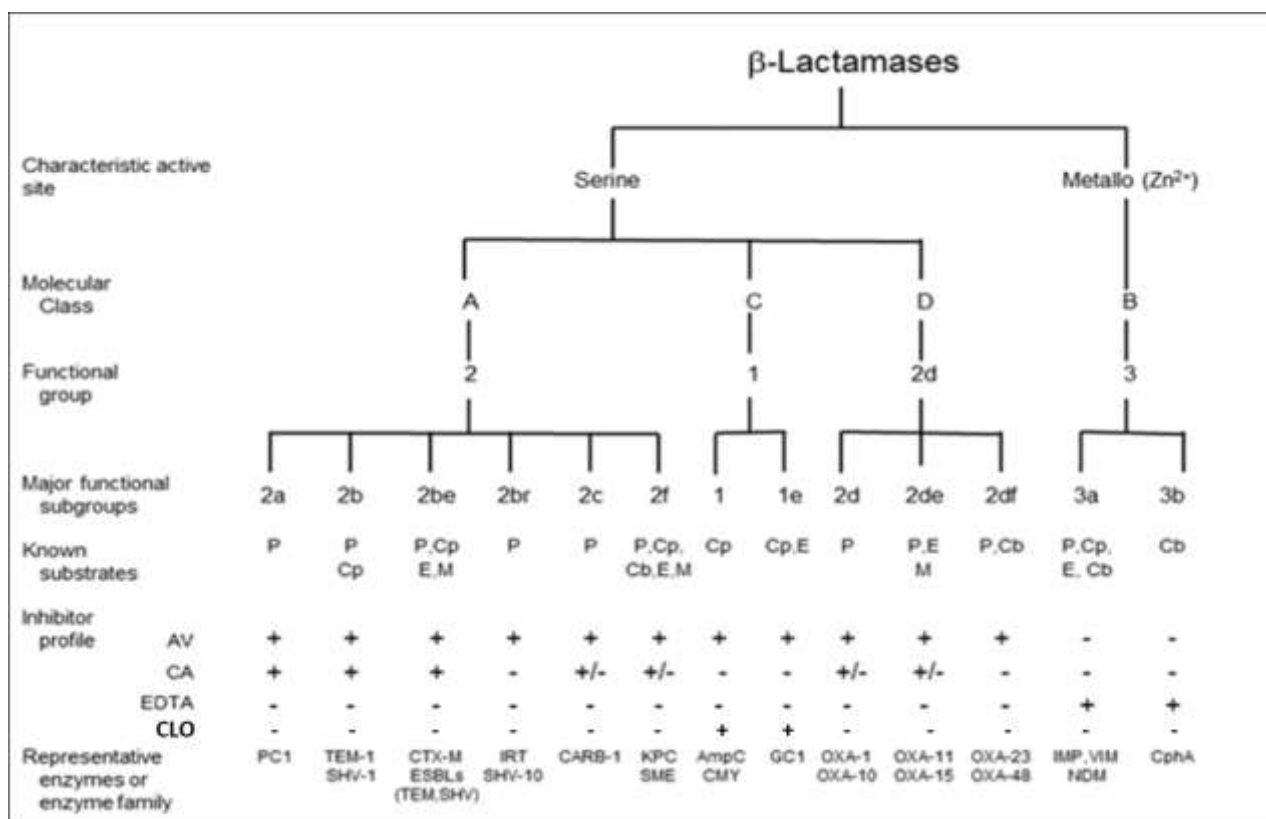 β-Lactamases
Characteristic active
site
Serine Metallo (Zn²⁺)
Molecular
Class
A C D B
Functional
group
2 1 2d 3
Major functional
subgroups
2a 2b 2be 2br 2c 2f 1 1e 2d 2de 2df 3a 3b
Known
substrates
P P P,Cp P P P,Cp, Cp Cp,E P P,E P,Cb P,Cp, Cb
Cp E,M Cb,E,M M E, Cb
Inhibitor
profile
AV + + + + + + + + + + + - -
CA + + + - +/- +/- - - +/- +/- - - -
EDTA - - - - - - - - - - - + +
CLO - - - - - - + + - - - - -
Representative
enzymes or
enzyme family
PC1 TEM-1 CTX-M IRT CARB-1 KPC AmpC GC1 OXA-1 OXA-11 OXA-23 IMP,VIM CphA
SHV-1 ESBLs SHV-10 SME CMY OXA-10 OXA-15 OXA-48 NDM
(TEM,SHV)